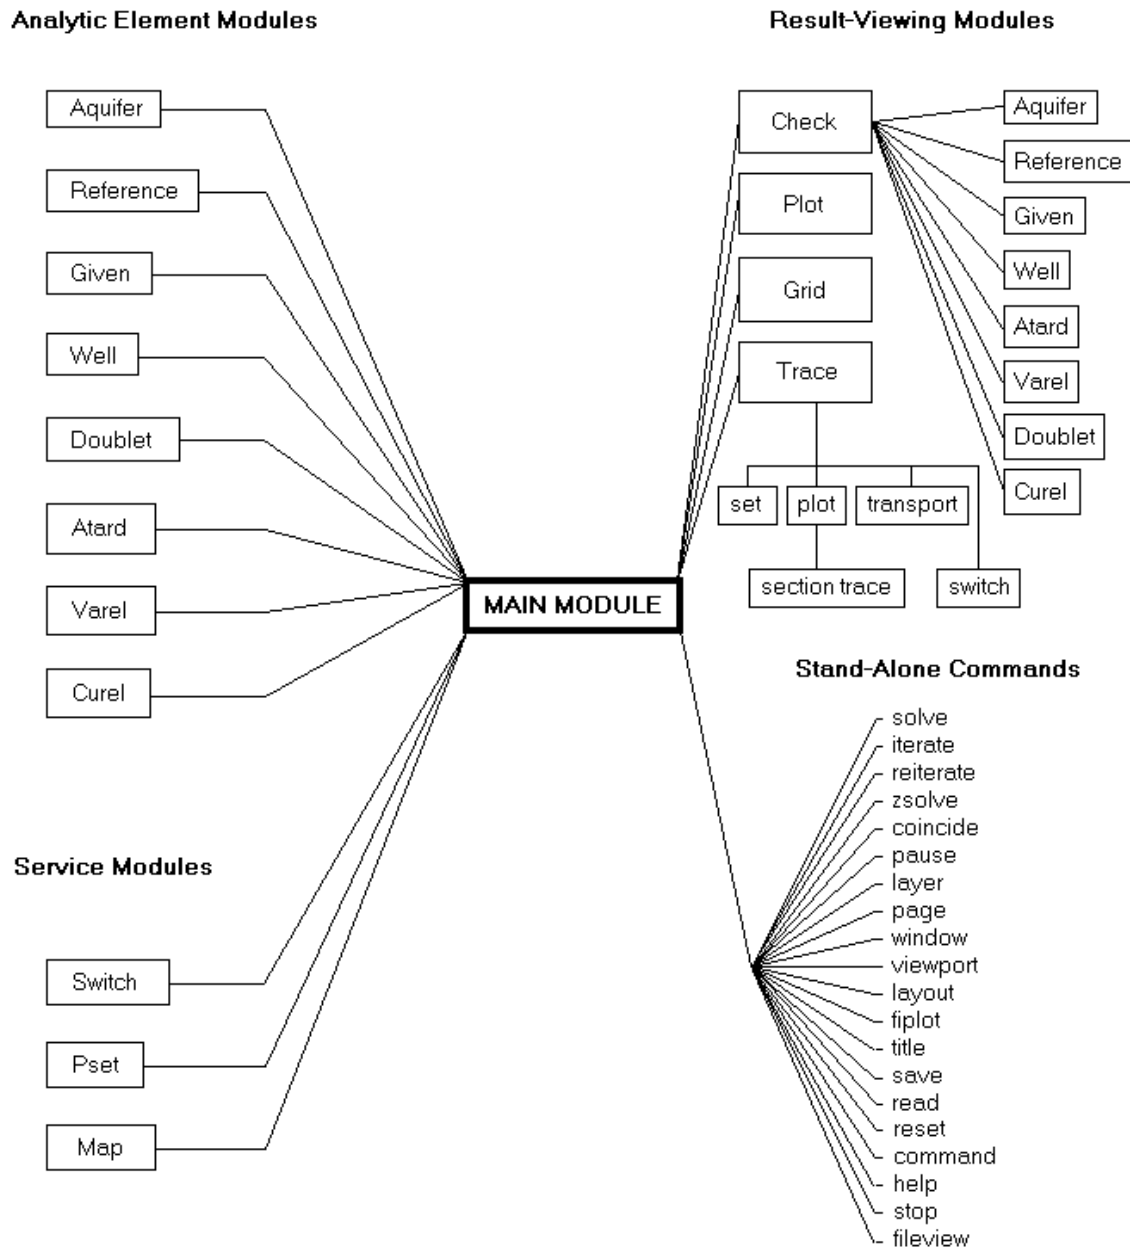 Analytic Element Modules
Aquifer
Reference
Given
Well
Doublet
Atard
Varel
Curel
Service Modules
Switch
Pset
Map
MAIN MODULE
Result-Viewing Modules
Check
Plot
Grid
Trace
set
plot
transport
section trace
switch
Aquifer
Reference
Given
Well
Atard
Varel
Doublet
Curel
Stand-Alone Commands
solve
iterate
reiterate
zsolve
coincide
pause
layer
page
window
viewport
layout
fiplot
title
save
read
reset
command
help
stop
fileview